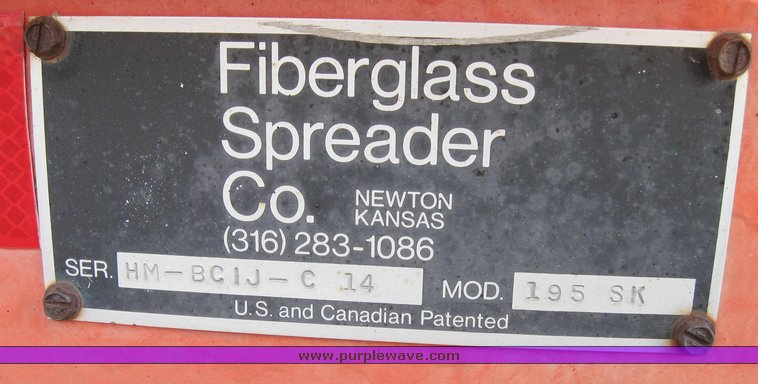 Fiberglass
Spreader
Co. NEWTON KANSAS
(316) 283-1086
SER. HM-BCIJ-C 14 MOD. 195 SK
U.S. and Canadian Patented
www.purplewave.com